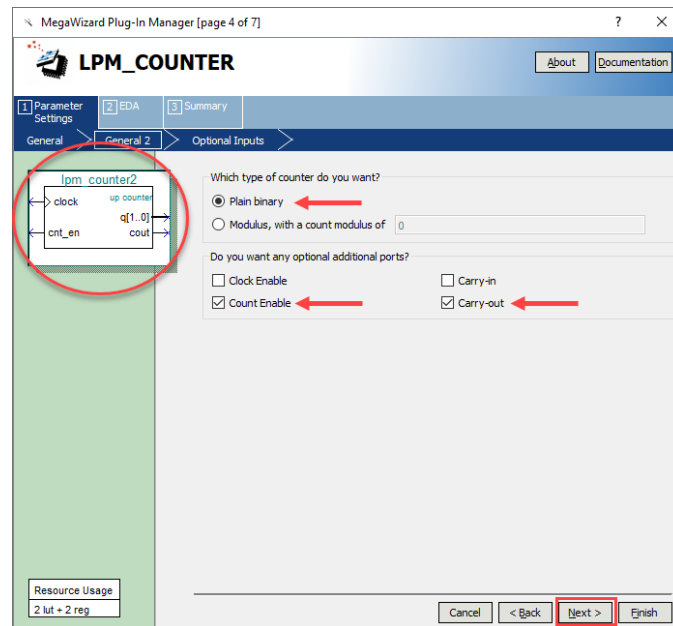 MegaWizard Plug-In Manager [page 4 of 7]
? X
LPM_COUNTER
About Documentation
1 Parameter Settings
2 EDA
3 Summary
General General 2 Optional Inputs
lpm_counter2
clock up counter
q[1..0]
cnt_en cout
Which type of counter do you want?
Plain binary
Modulus, with a count modulus of 0
Do you want any optional additional ports?
Clock Enable Carry-in
Count Enable Carry-out
Resource Usage
2 lut + 2 reg
Cancel < Back Next > Finish